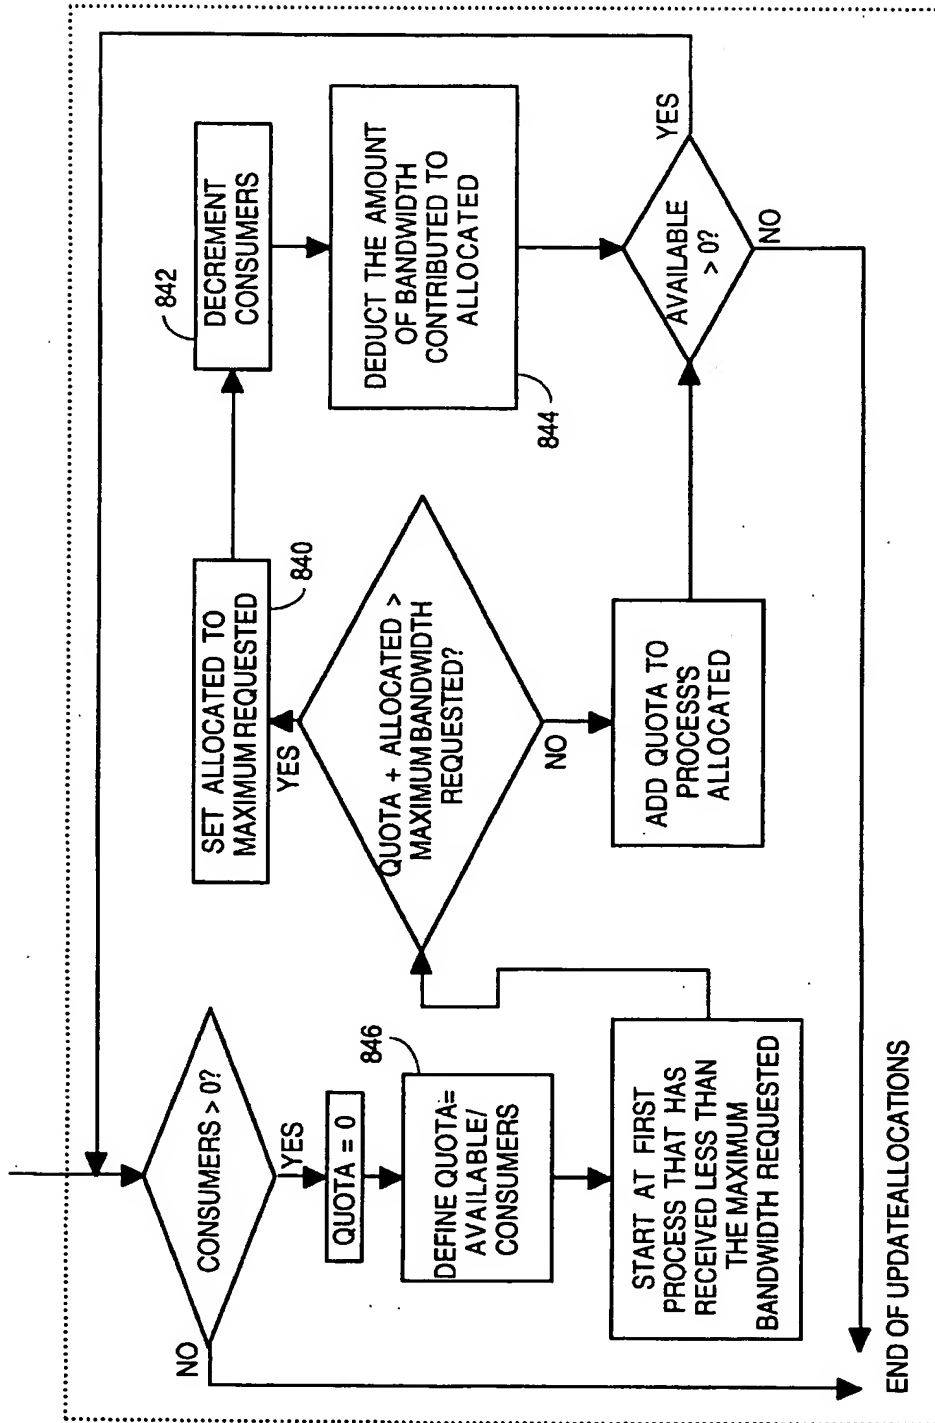 CONSUMERS > 0?
NO
YES
QUOTA = 0
846
DEFINE QUOTA=
AVAILABLE/
CONSUMERS
START AT FIRST
PROCESS THAT HAS
RECEIVED LESS THAN
THE MAXIMUM
BANDWIDTH REQUESTED
SET ALLOCATED TO
MAXIMUM REQUESTED
840
YES
QUOTA + ALLOCATED >
MAXIMUM BANDWIDTH
REQUESTED?
NO
ADD QUOTA TO
PROCESS'S
ALLOCATED
842
DECREMENT
CONSUMERS
DEDUCT THE AMOUNT
OF BANDWIDTH
CONTRIBUTED TO
ALLOCATED
844
AVAILABLE
> 0?
YES
NO
END OF UPDATEALLOCATIONS